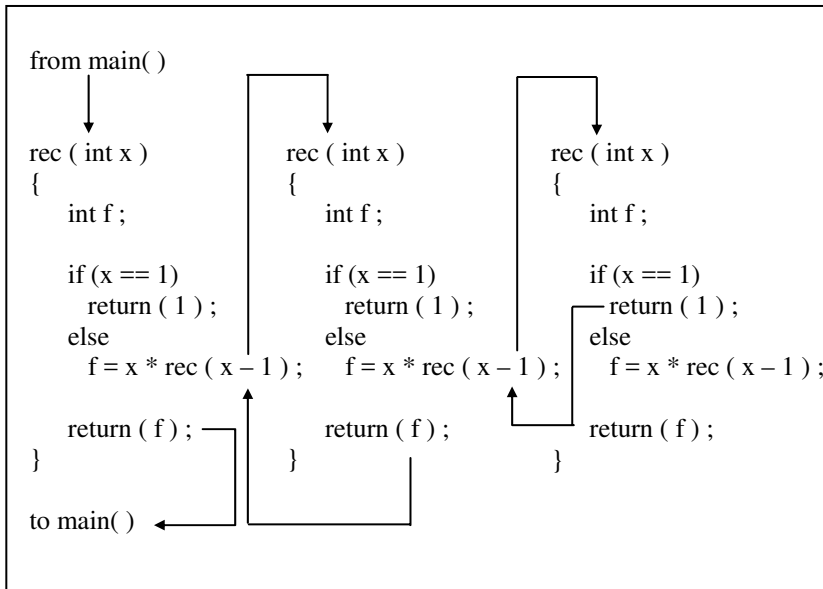 from main( )
rec ( int x )
{
int f ;
if (x == 1)
return ( 1 ) ;
else
f = x * rec ( x – 1 ) ;
return ( f ) ;
}
to main( )
rec ( int x )
{
int f ;
if (x == 1)
return ( 1 ) ;
else
f = x * rec ( x – 1 ) ;
return ( f ) ;
}
rec ( int x )
{
int f ;
if (x == 1)
return ( 1 ) ;
else
f = x * rec ( x – 1 ) ;
return ( f ) ;
}